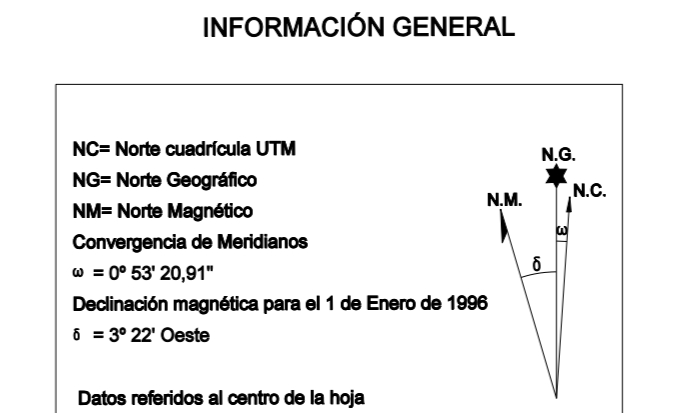 INFORMACIÓN GENERAL
NC= Norte cuadrícula UTM
NG= Norte Geográfico
NM= Norte Magnético
Convergencia de Meridianos
ω = 0º 53' 20,91"
Declinación magnética para el 1 de Enero de 1996
δ = 3º 22' Oeste
Datos referidos al centro de la hoja
N.G.
N.C.
N.M.
ω
δ